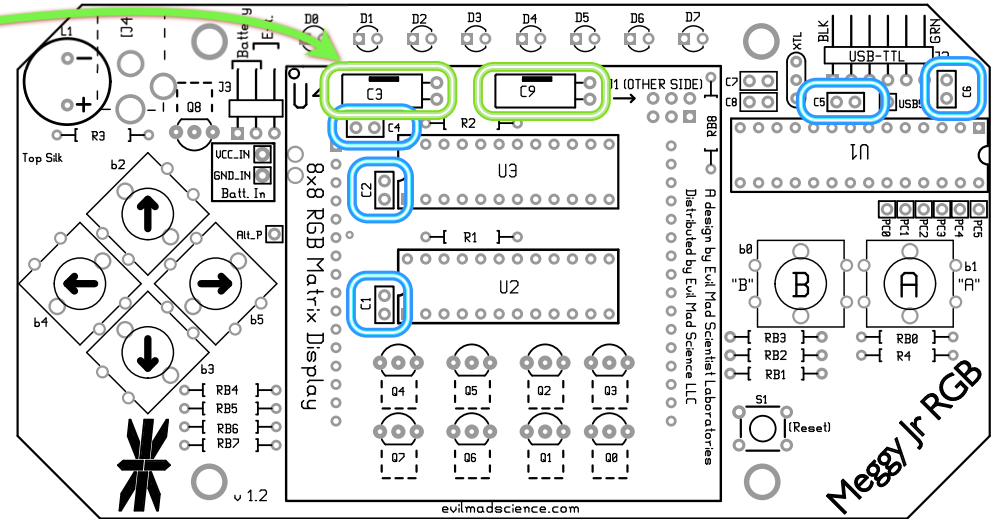 D0 D1 D2 D3 D4 D5 D6 D7
L1
J4
Battery
Ext.
BLK
GRN
USB-TTL
J2
XTL
J3
Q8
R3
C3
C9
J1 (OTHER SIDE)
C7
C8
C5
USB5
C6
C4
R2
R8B
Top Silk
VCC_IN
GND_IN
Batt. In
U4
U3
U1
C2
b2
Alt_P
R1
PC0 PC1 PC2 PC3 PC4 PC5
8x8 RGB Matrix Display
A design by Evil Mad Scientist Laboratories
Distributed by Evil Mad Science LLC
b0
"B"
B
A
b1
"A"
b4
b5
C1
U2
b3
RB3
RB2
RB1
RB0
R4
RB4
RB5
RB6
RB7
Q4 Q5 Q2 Q3
Q7 Q6 Q1 Q0
S1
(Reset)
Meggy Jr RGB
v 1.2
evilmadscience.com